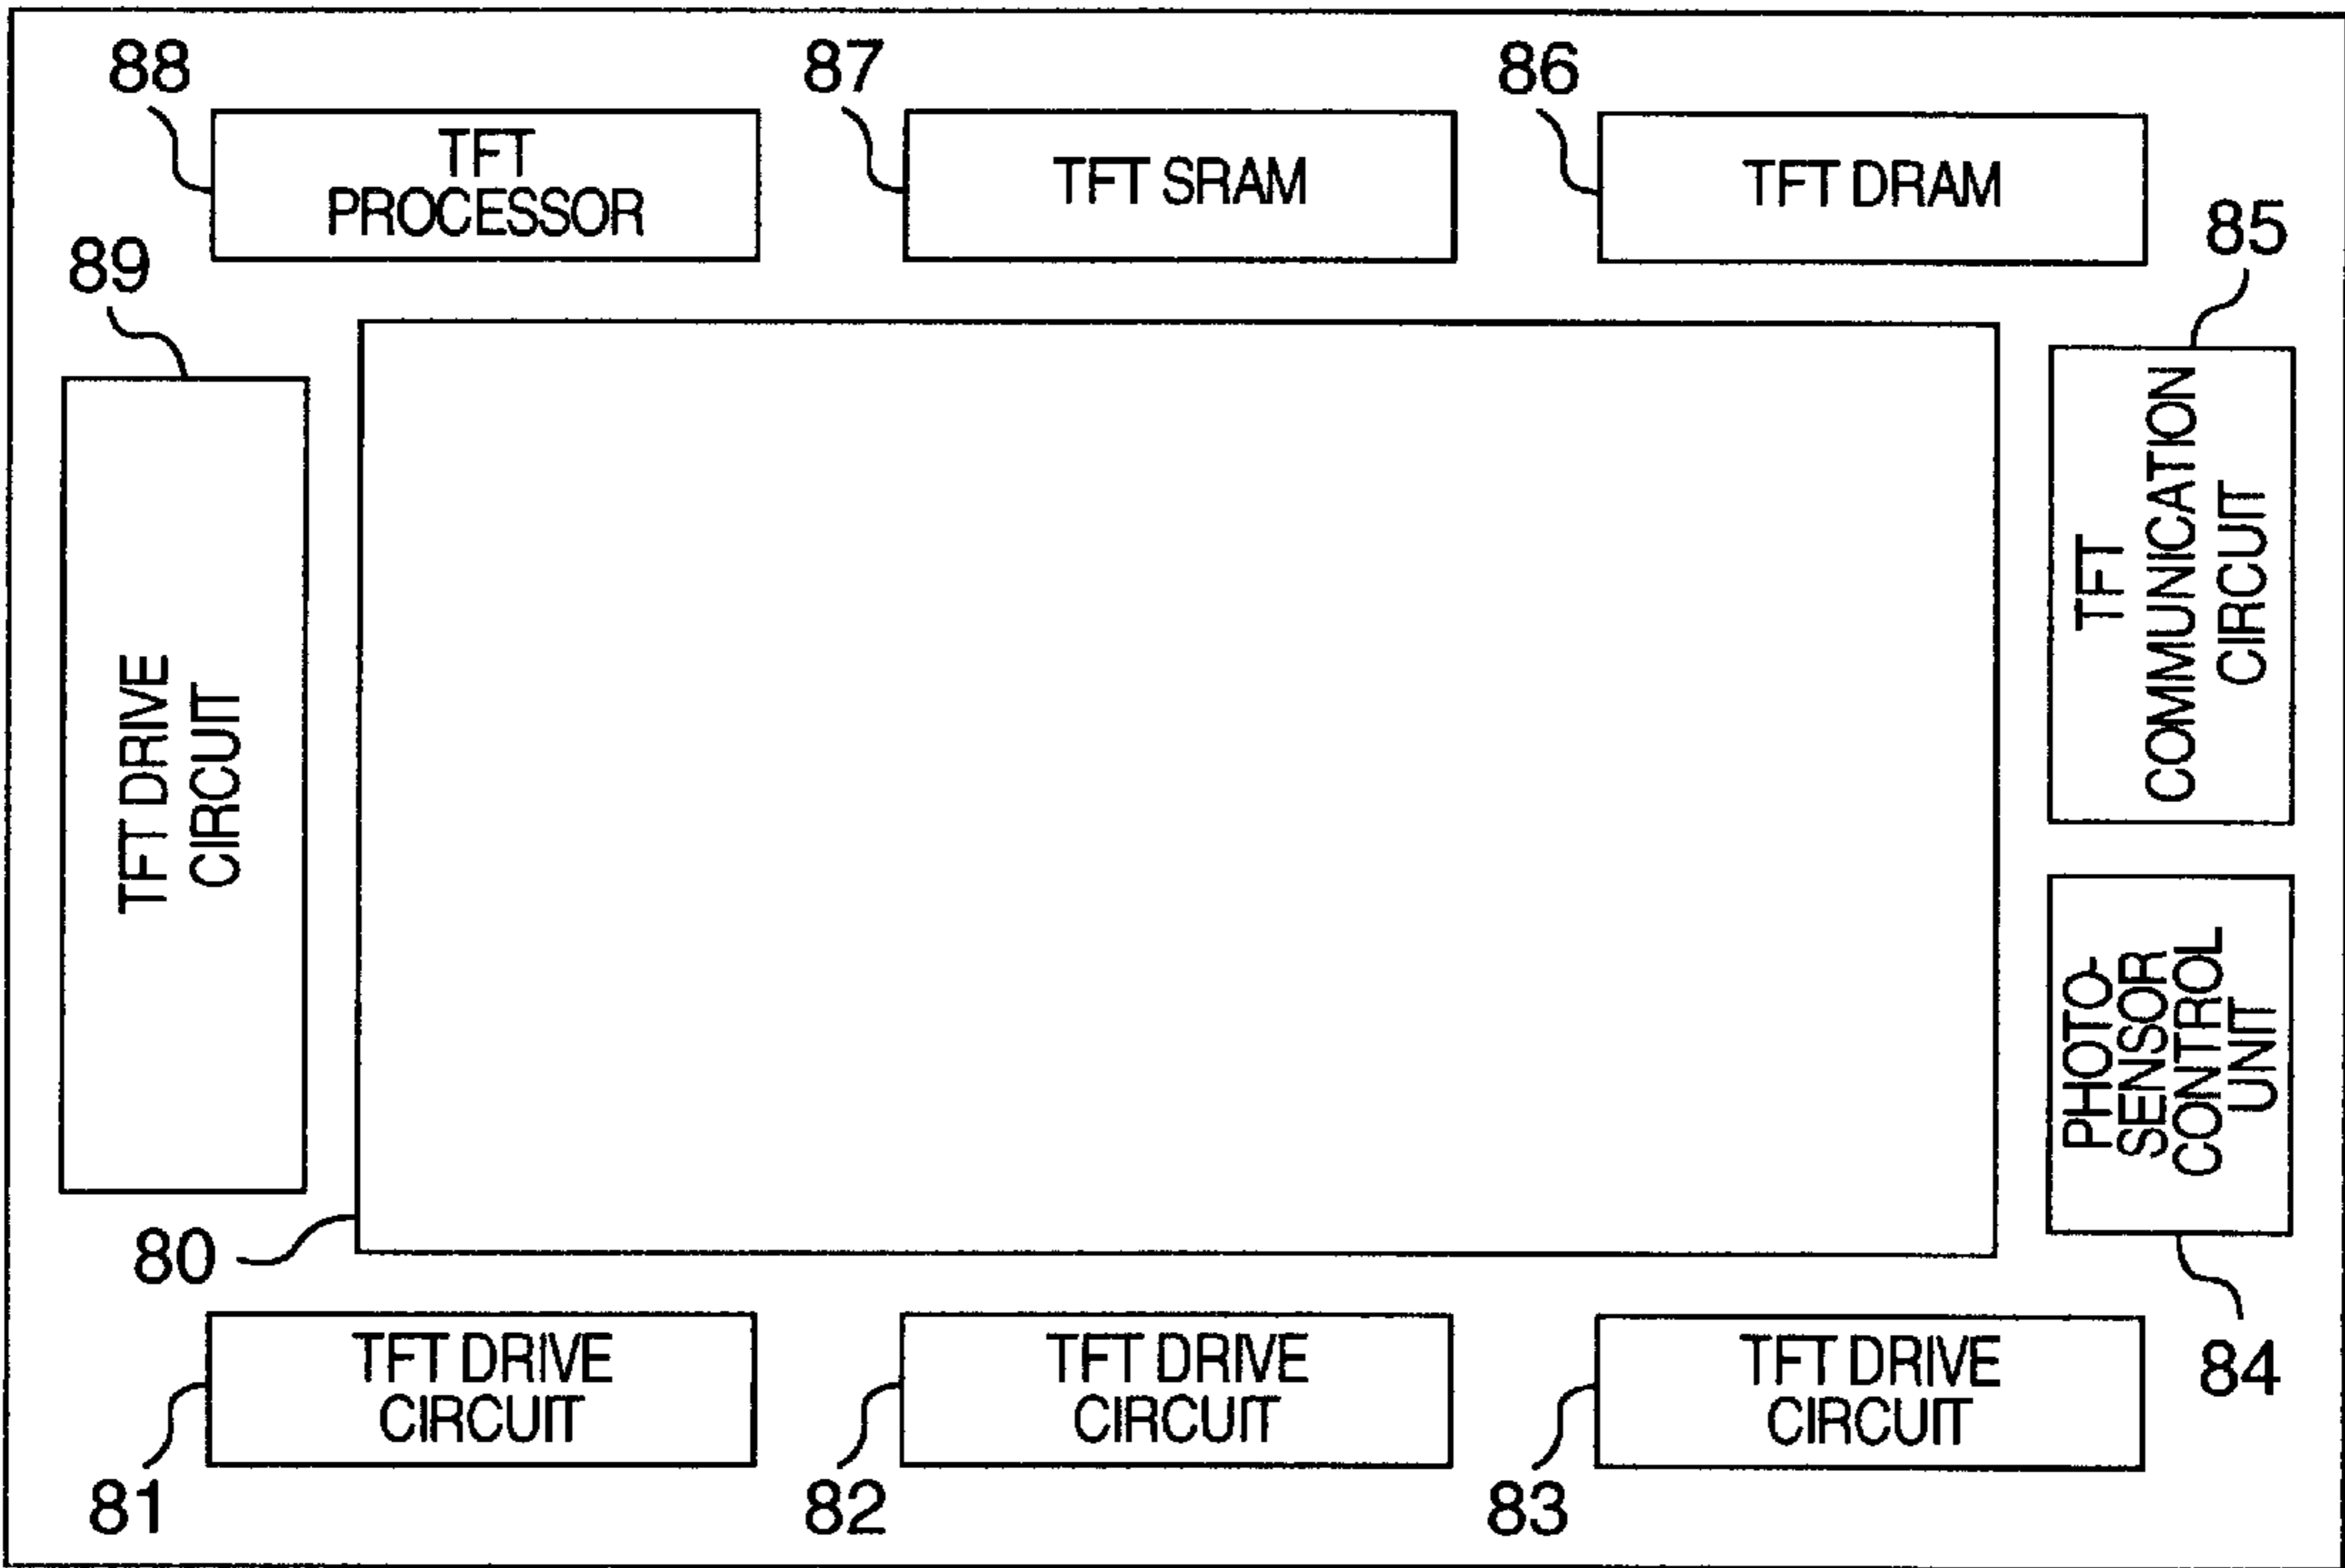 88
87
86
TFT
PROCESSOR
TFT SRAM
TFT DRAM
85
89
TFT
COMMUNICATION
CIRCUIT
TFT DRIVE
CIRCUIT
PHOTO-
SENSOR
CONTROL
UNIT
80
84
TFT DRIVE
CIRCUIT
TFT DRIVE
CIRCUIT
TFT DRIVE
CIRCUIT
81
82
83